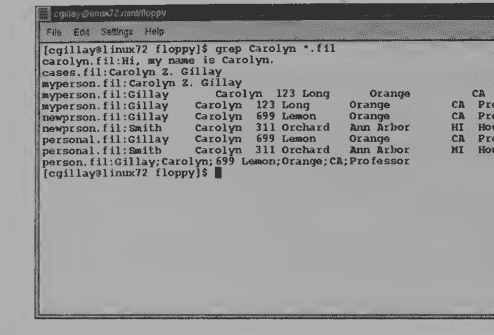 cgillay@linux72:/mnt/floppy
File Edit Settings Help
[cgillay@linux72 floppy]$ grep Carolyn *.fil
carolyn.fil:Hi, my name is Carolyn.
cases.fil:Carolyn Z. Gillay
myperson.fil:Carolyn Z. Gillay
myperson.fil:Gillay Carolyn 123 Long Orange CA
myperson.fil:Gillay Carolyn 123 Long Orange CA Pro
newprson.fil:Gillay Carolyn 699 Lemon Orange CA Pro
newprson.fil:Smith Carolyn 311 Orchard Ann Arbor MI Hou
personal.fil:Gillay Carolyn 699 Lemon Orange CA Pro
personal.fil:Smith Carolyn 311 Orchard Ann Arbor MI Hou
person.fil:Gillay;Carolyn;699 Lemon;Orange;CA;Professor
[cgillay@linux72 floppy]$